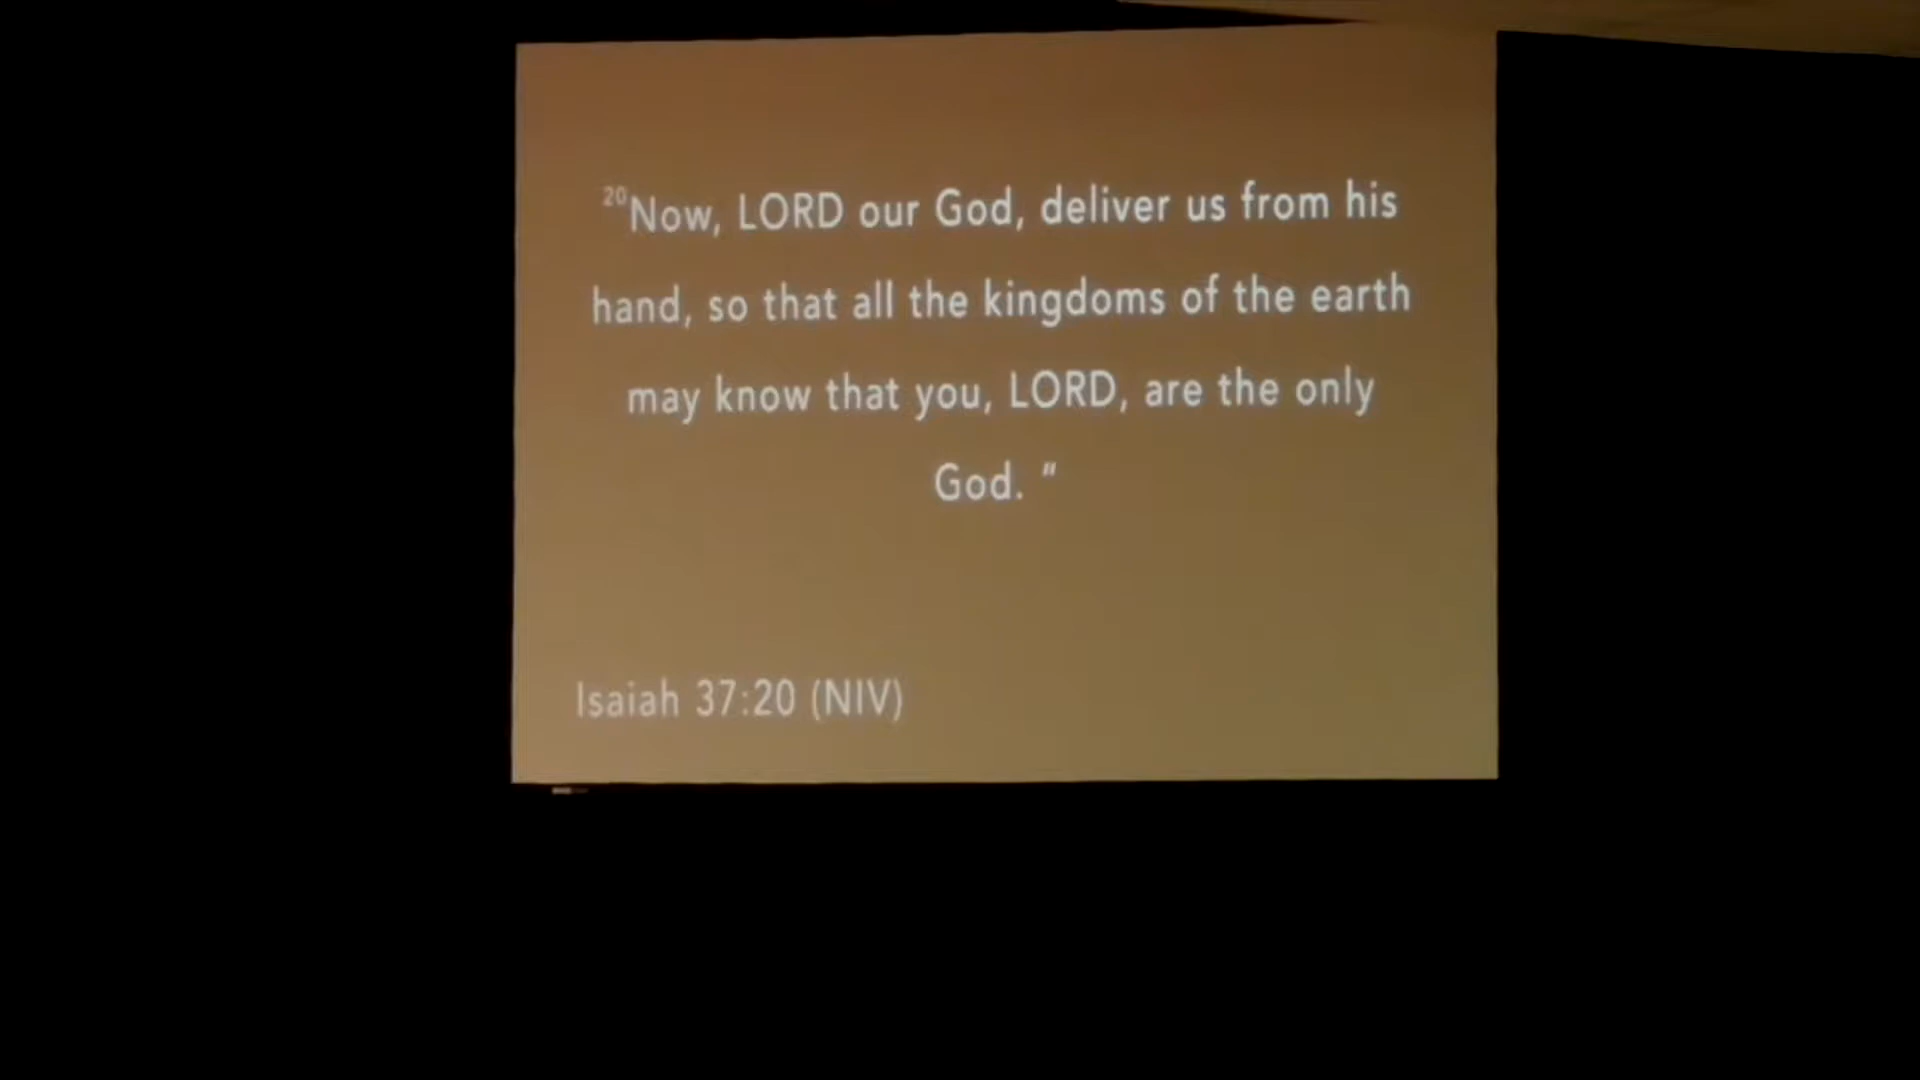 20Now, LORD our God, deliver us from his
hand, so that all the kingdoms of the earth
may know that you, LORD, are the only
God. "
Isaiah 37:20 (NIV)